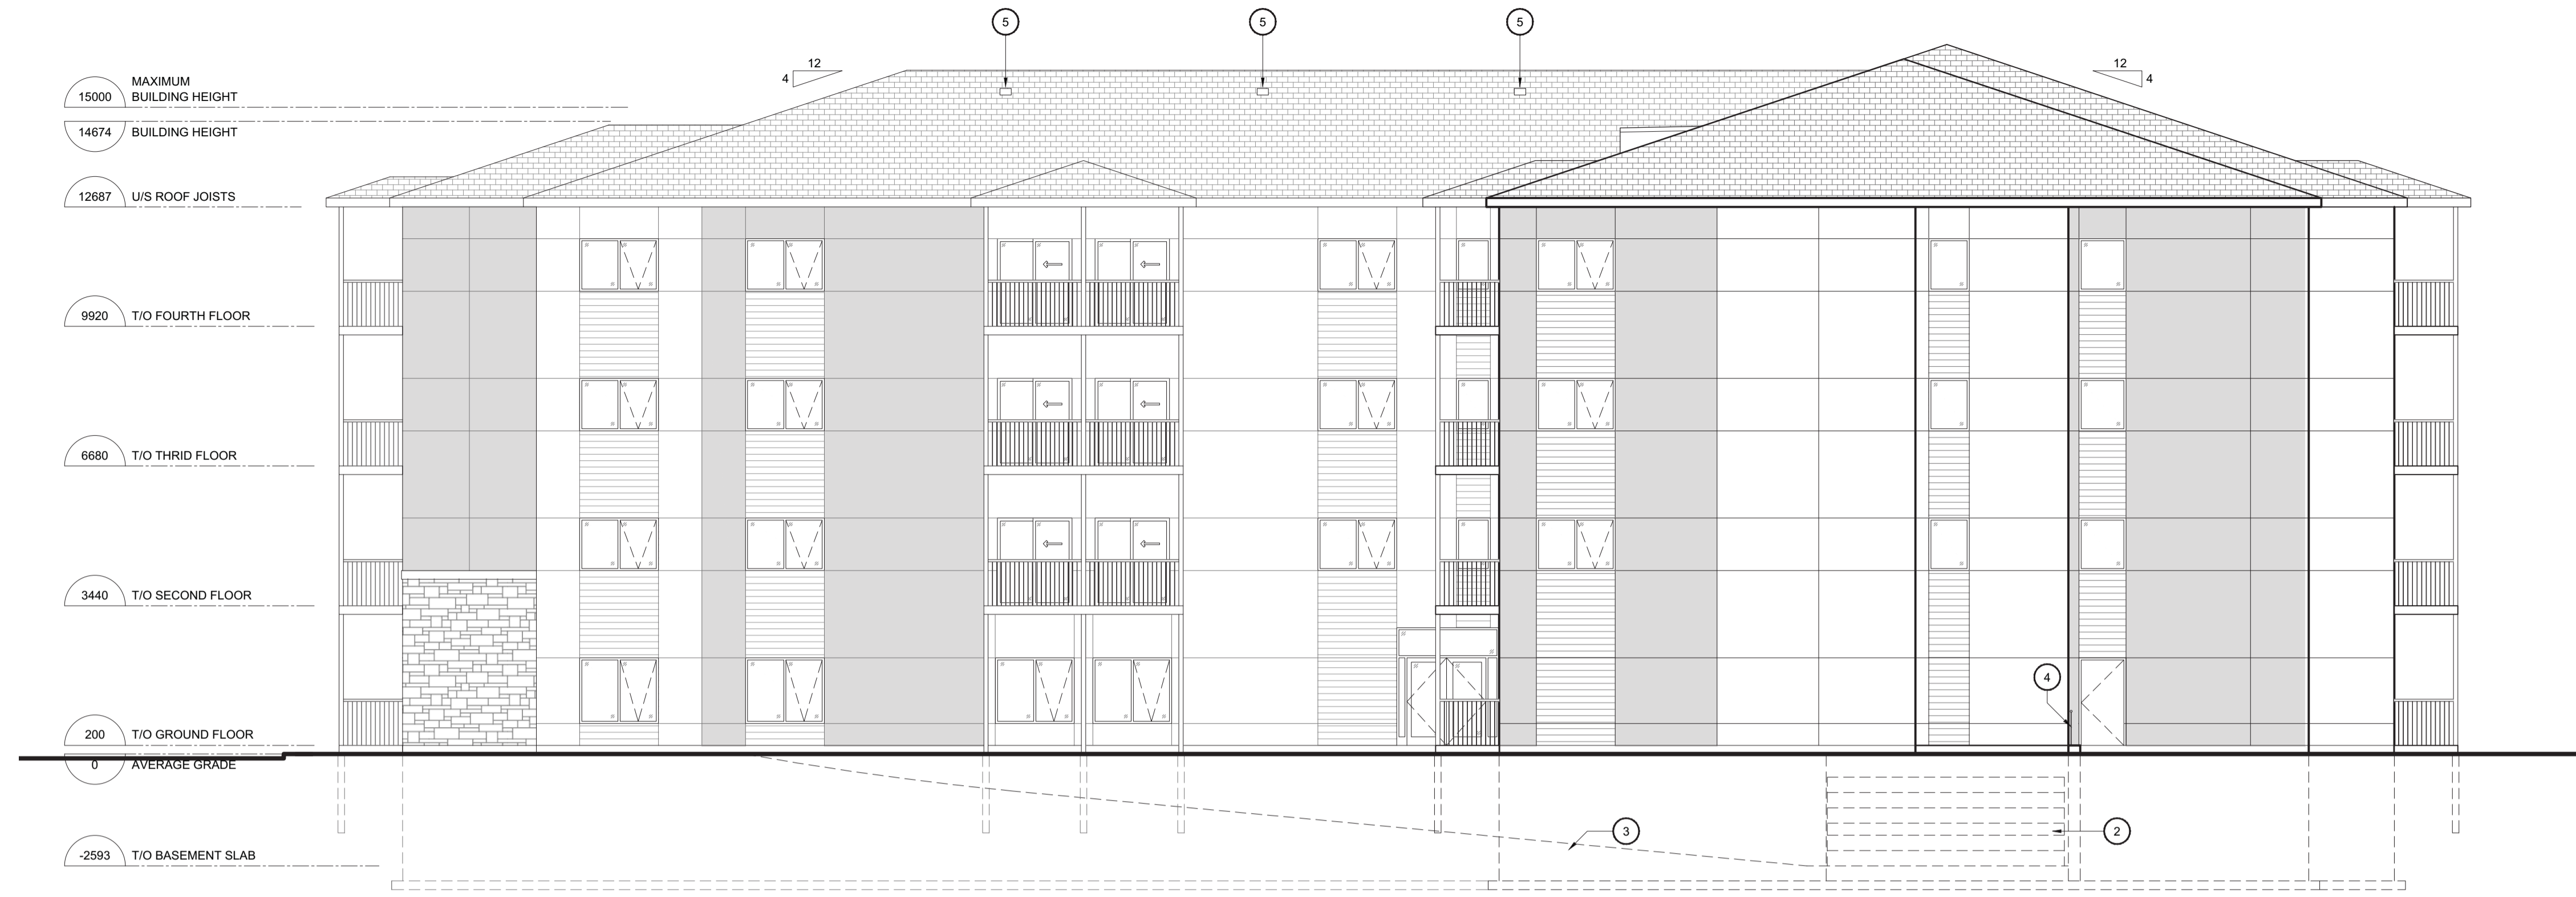 5
5
5
12
4
12
4
MAXIMUM
15000 BUILDING HEIGHT
14674 BUILDING HEIGHT
12687 U/S ROOF JOISTS
9920 T/O FOURTH FLOOR
6680 T/O THRID FLOOR
3440 T/O SECOND FLOOR
4
200 T/O GROUND FLOOR
0 AVERAGE GRADE
3
2
-2593 T/O BASEMENT SLAB